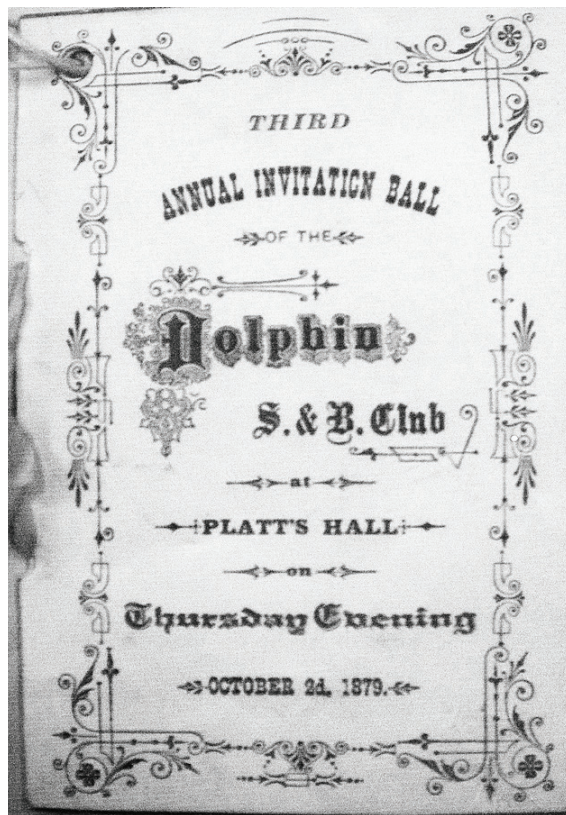 THIRD
ANNUAL INVITATION BALL
OF THE
Dolphin
S. & B. Club
at
PLATT'S HALL
on
Thursday Evening
OCTOBER 2d, 1879.